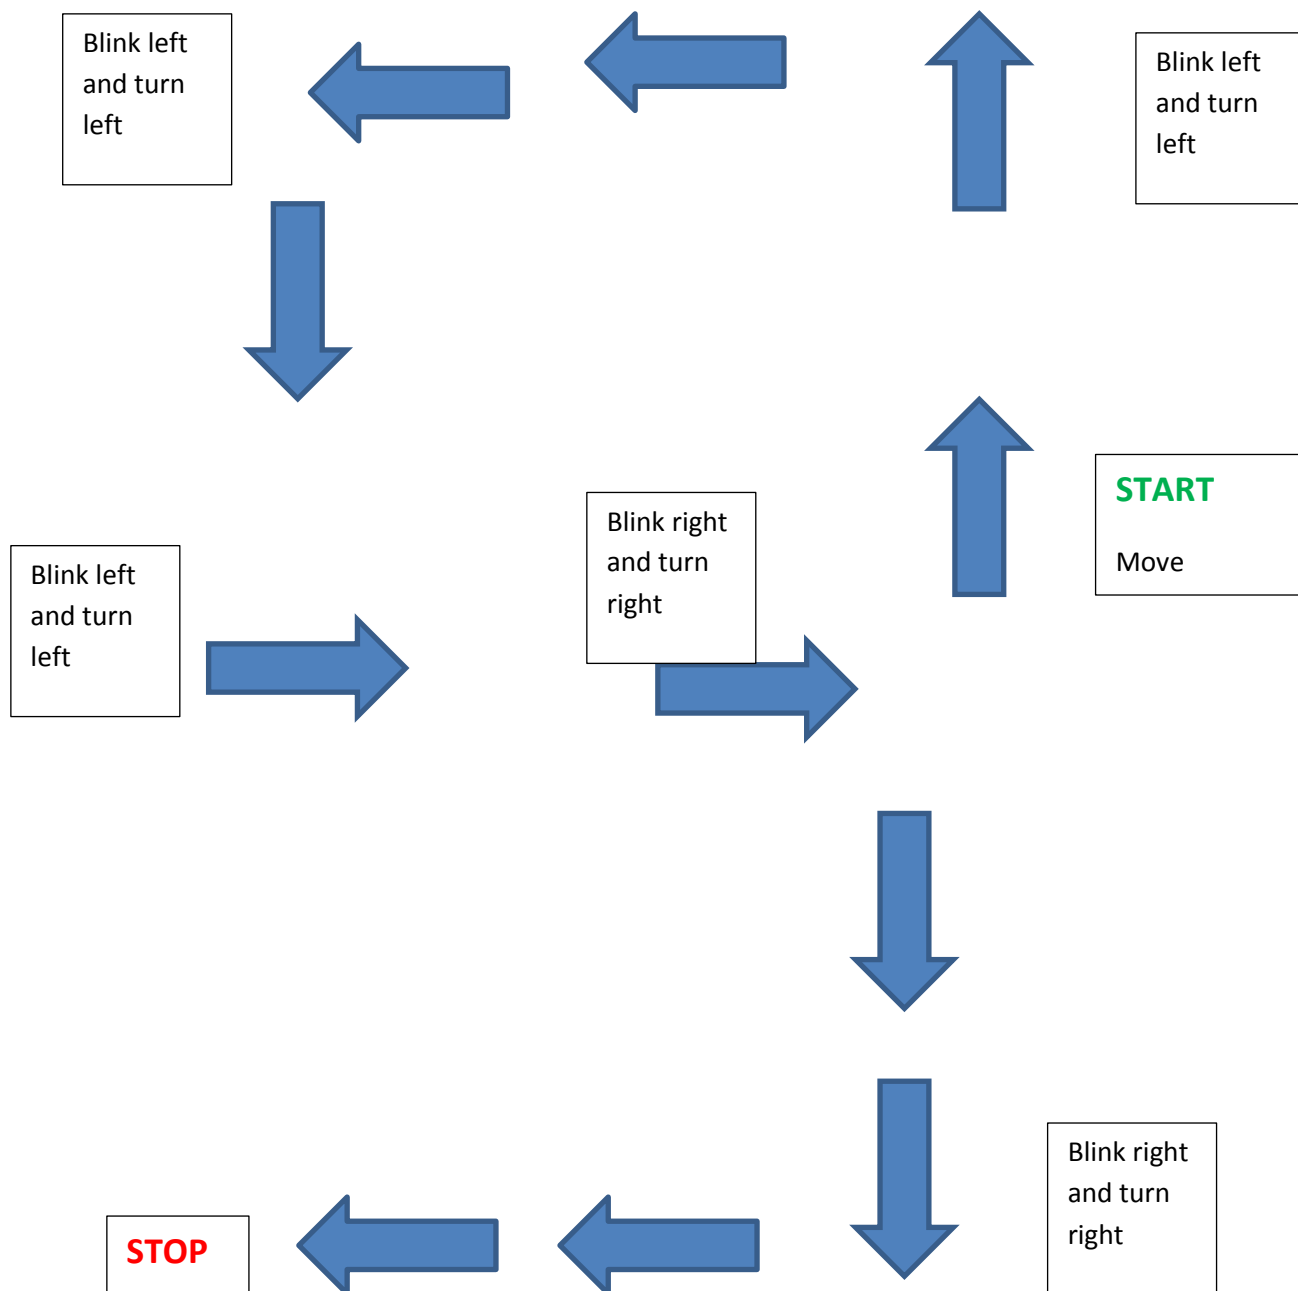 Blink left
and turn
left
Blink left
and turn
left
START
Move
Blink right
and turn
right
Blink left
and turn
left
Blink right
and turn
right
STOP